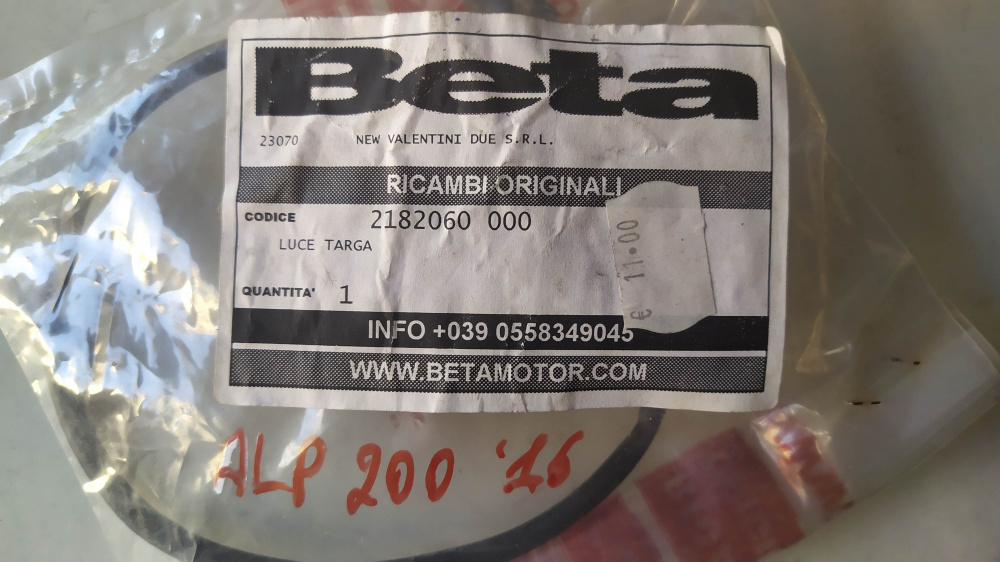 Beta
23070 NEW VALENTINI DUE S.R.L.
RICAMBI ORIGINALI
CODICE 2182060 000
LUCE TARGA
€ 11.00
QUANTITA' 1
INFO +039 0558349045
WWW.BETAMOTOR.COM
ALP 200 '16